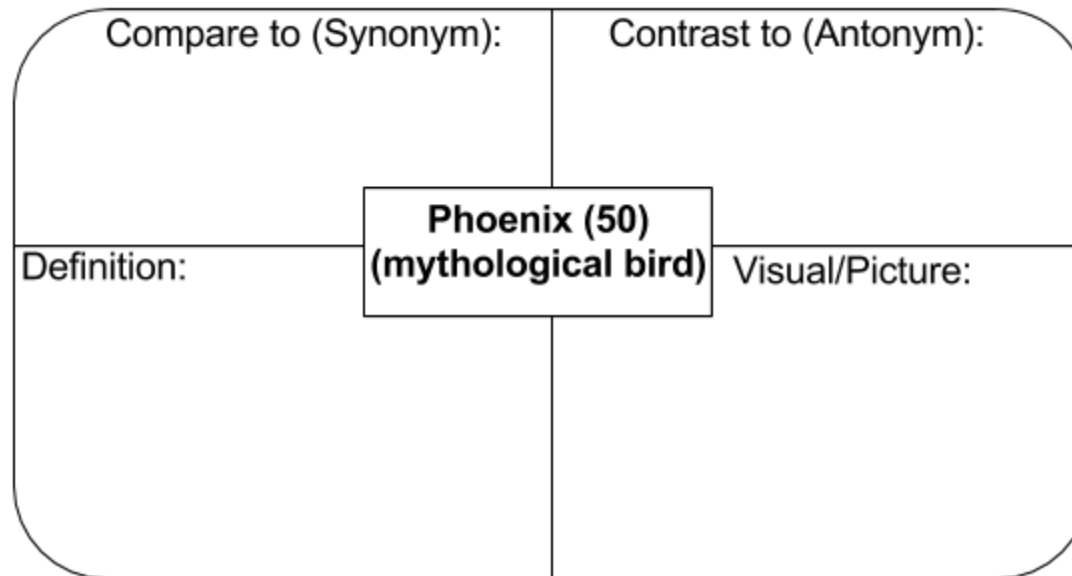 Compare to (Synonym):
Contrast to (Antonym):
Phoenix (50)
(mythological bird)
Definition:
Visual/Picture: